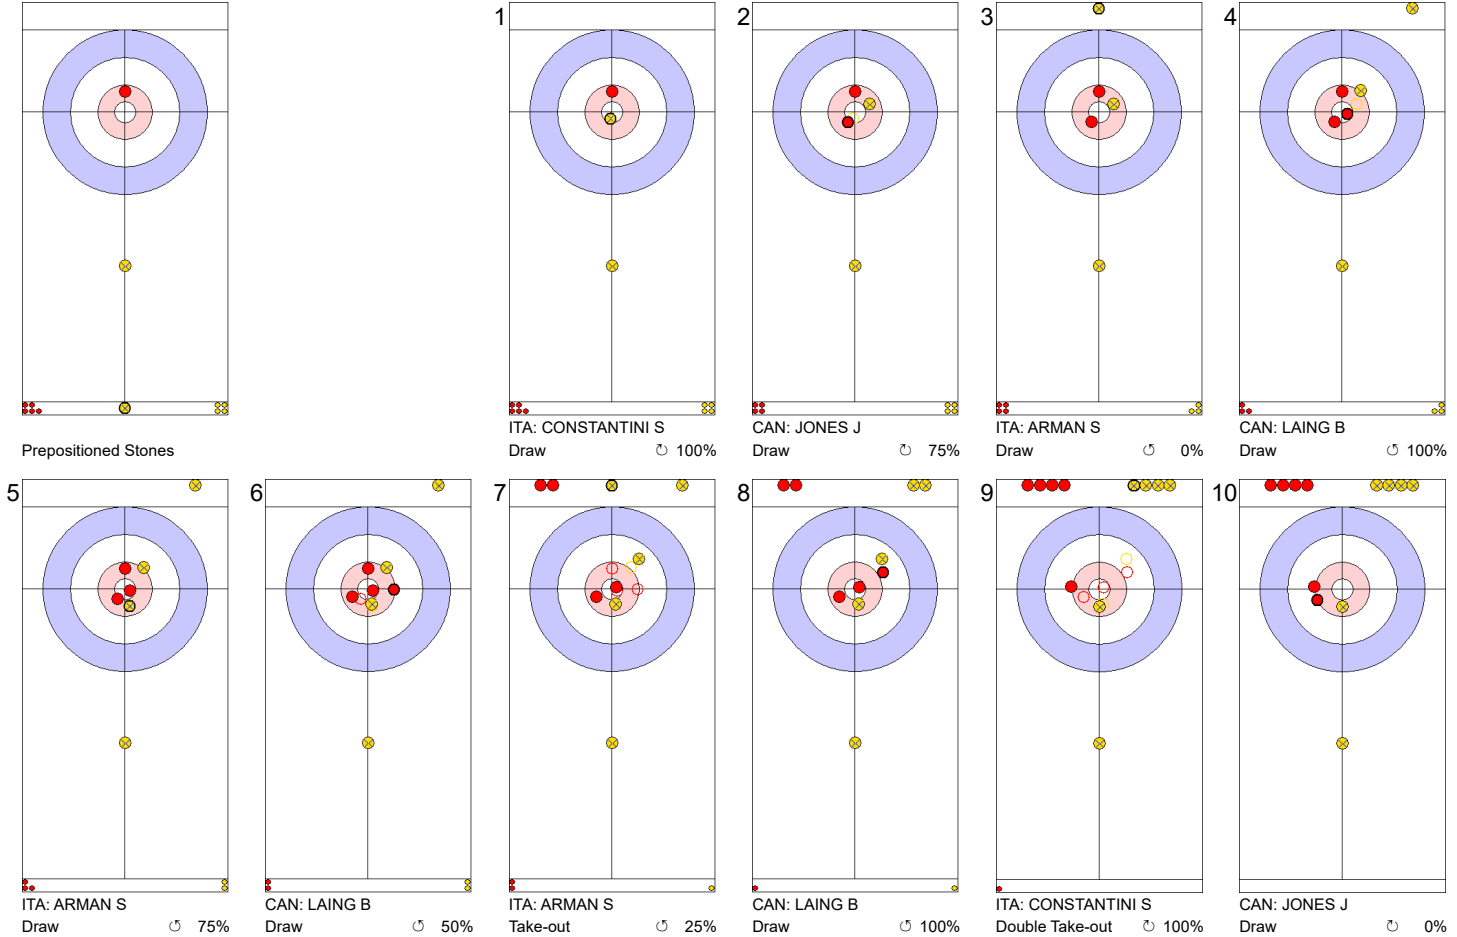 1
2
3
4
Prepositioned Stones
ITA: CONSTANTINI S
Draw ↻ 100%
CAN: JONES J
Draw ↻ 75%
ITA: ARMAN S
Draw ↺ 0%
CAN: LAING B
Draw ↺ 100%
5
6
7
8
9
10
ITA: ARMAN S
Draw ↺ 75%
CAN: LAING B
Draw ↺ 50%
ITA: ARMAN S
Take-out ↺ 25%
CAN: LAING B
Draw ↺ 100%
ITA: CONSTANTINI S
Double Take-out ↻ 100%
CAN: JONES J
Draw ↻ 0%